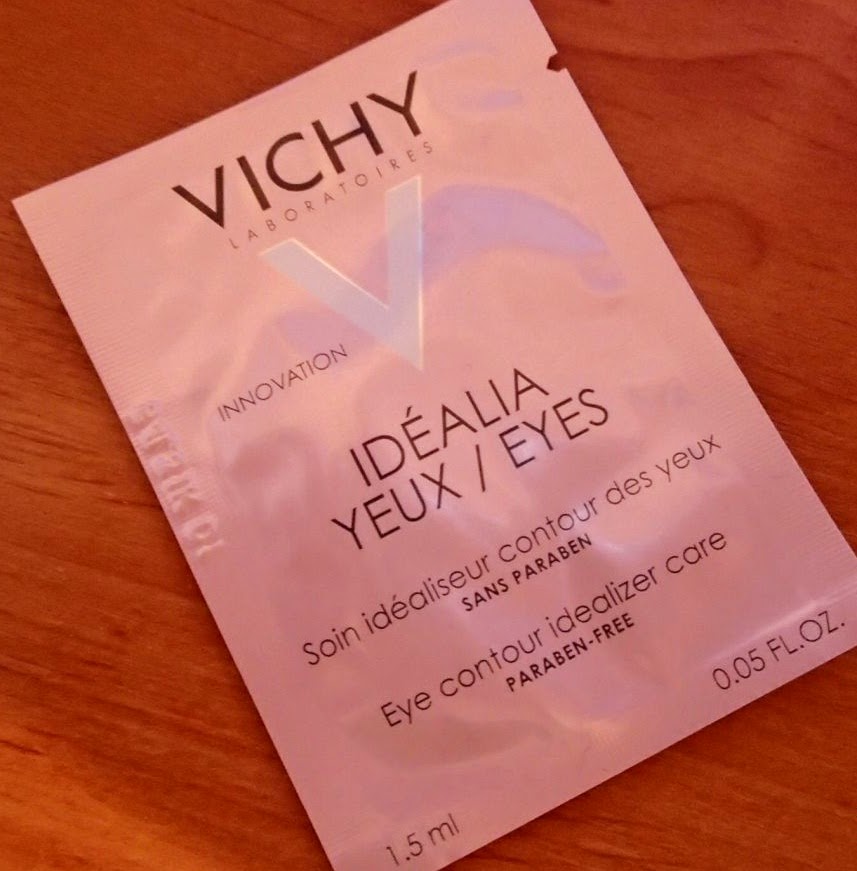 VICHY
LABORATOIRES
INNOVATION
IDÉALIA
YEUX / EYES
Soin idéaliseur contour des yeux
SANS PARABEN
Eye contour idealizer care
PARABEN-FREE
1.5 ml
0.05 FL.OZ.